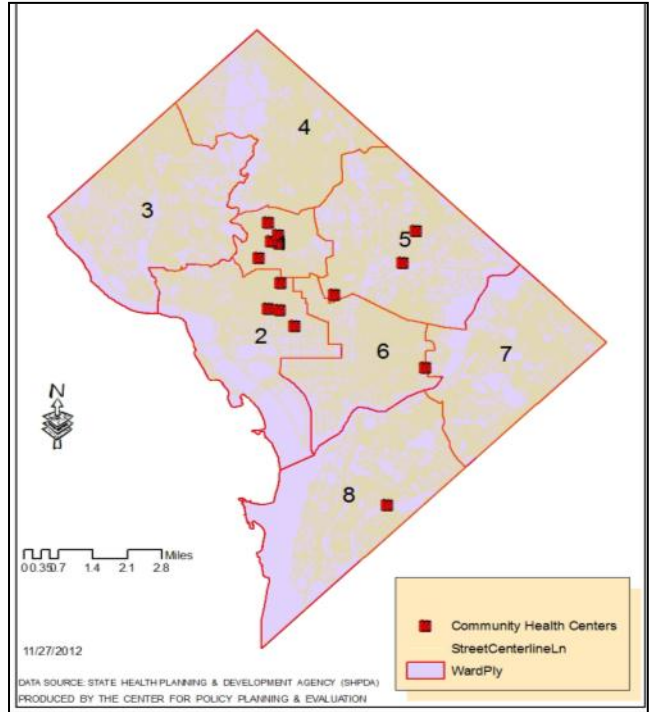 4
3
1
5
2
6
7
N
8
Miles
0 0.35 0.7 1.4 2.1 2.8
Community Health Centers
StreetCenterlineLn
WardPly
11/27/2012
DATA SOURCE: STATE HEALTH PLANNING & DEVELOPMENT AGENCY (SHPDA)
PRODUCED BY THE CENTER FOR POLICY PLANNING & EVALUATION